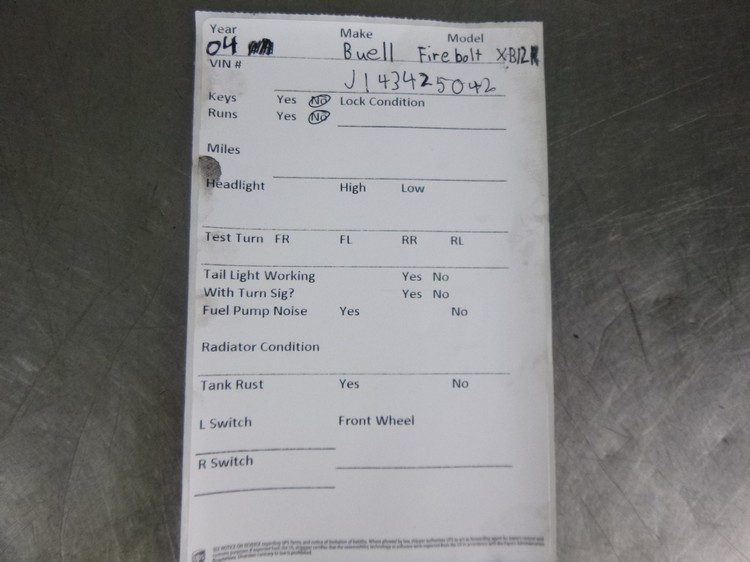 Year Make Model
04 Buell Firebolt XB12R
VIN #
J143425042
Keys Yes No Lock Condition
Runs Yes No
Miles
Headlight High Low
Test Turn FR FL RR RL
Tail Light Working Yes No
With Turn Sig? Yes No
Fuel Pump Noise Yes No
Radiator Condition
Tank Rust Yes No
L Switch Front Wheel
R Switch